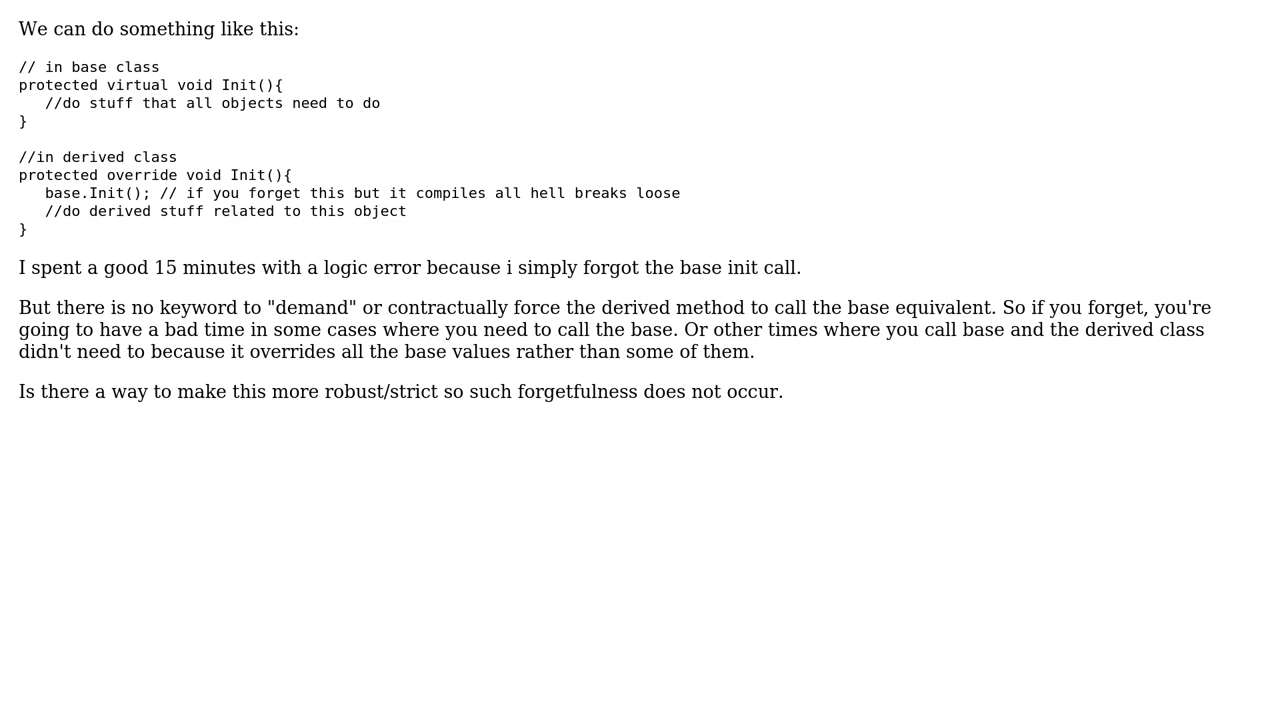 We can do something like this:
// in base class
protected virtual void Init(){
   //do stuff that all objects need to do
}
//in derived class
protected override void Init(){
   base.Init(); // if you forget this but it compiles all hell breaks loose
   //do derived stuff related to this object
}
I spent a good 15 minutes with a logic error because i simply forgot the base init call.
But there is no keyword to "demand" or contractually force the derived method to call the base equivalent. So if you forget, you're
going to have a bad time in some cases where you need to call the base. Or other times where you call base and the derived class
didn't need to because it overrides all the base values rather than some of them.
Is there a way to make this more robust/strict so such forgetfulness does not occur.